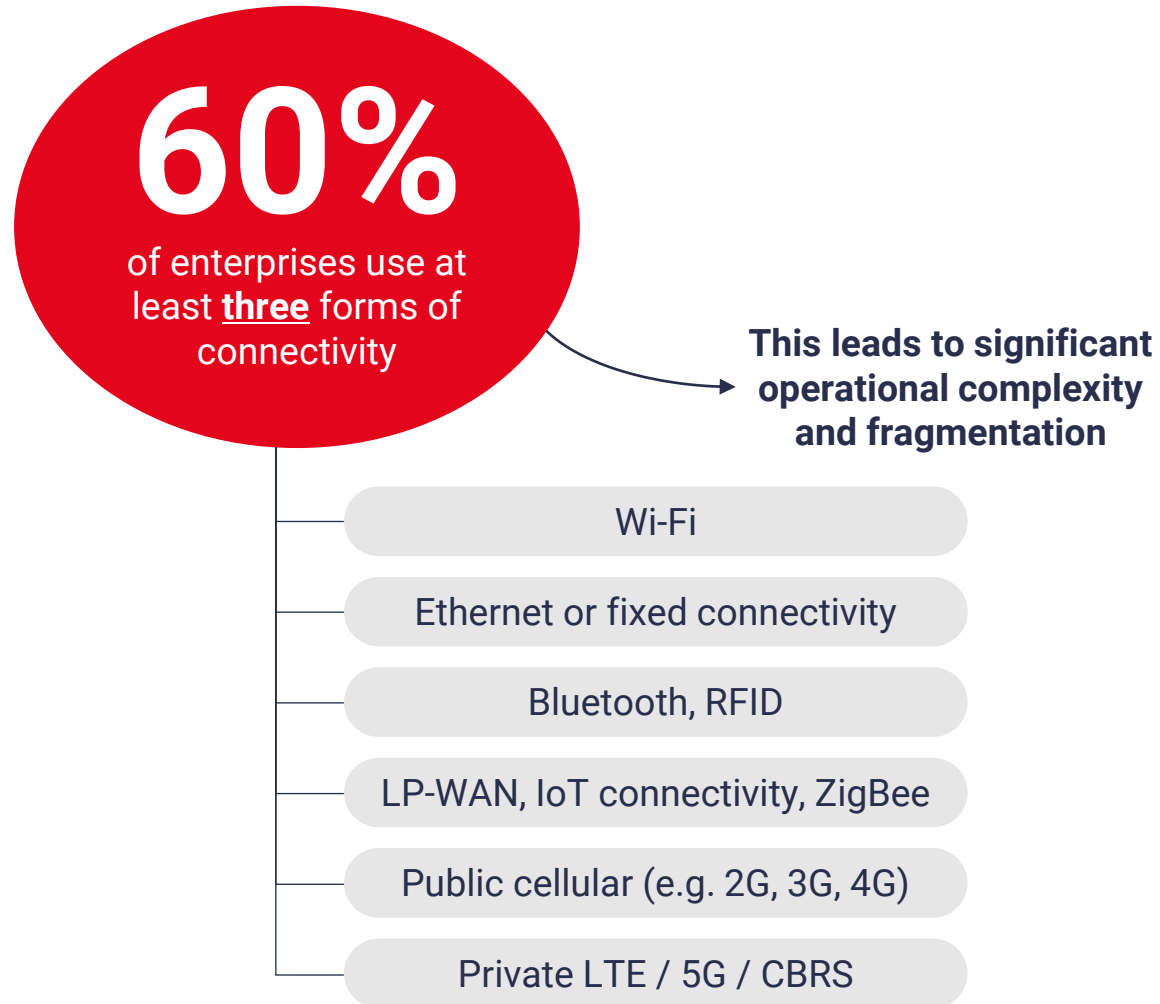 60%
of enterprises use at
least three forms of
connectivity
This leads to significant
operational complexity
and fragmentation
Wi-Fi
Ethernet or fixed connectivity
Bluetooth, RFID
LP-WAN, IoT connectivity, ZigBee
Public cellular (e.g. 2G, 3G, 4G)
Private LTE / 5G / CBRS